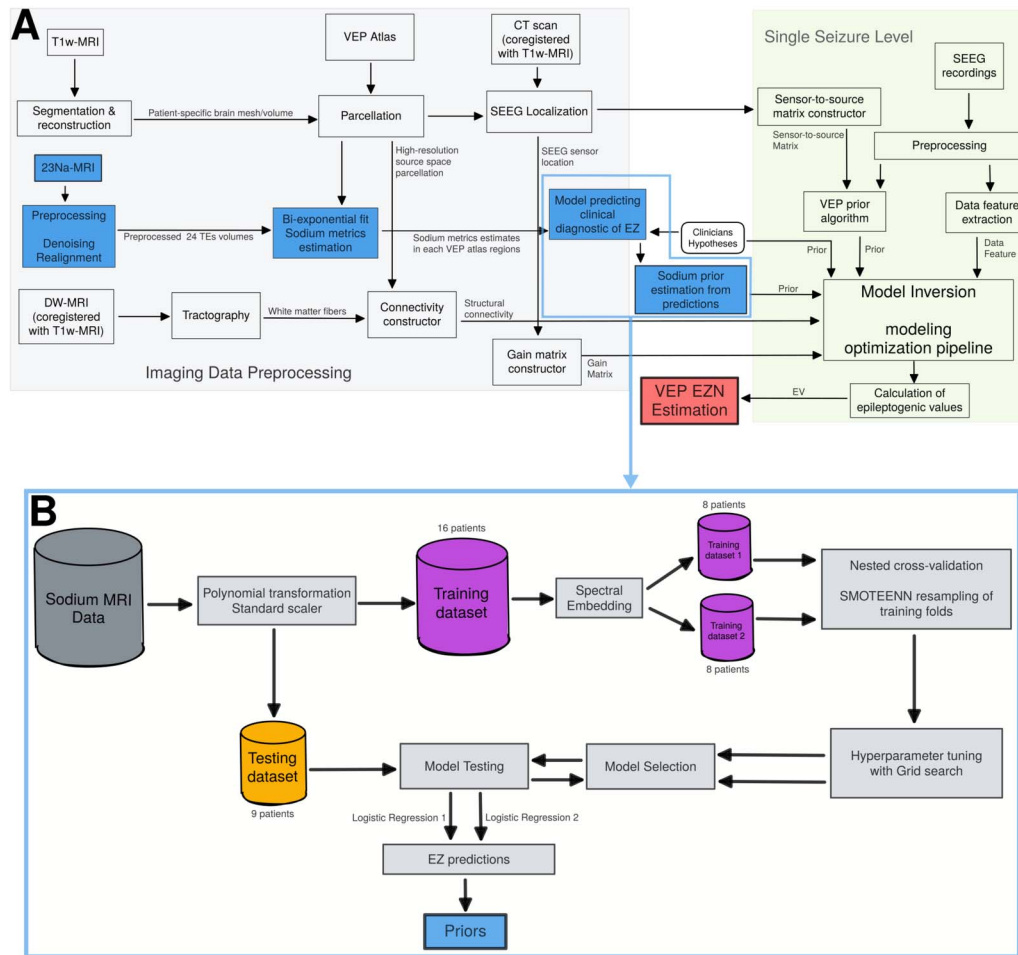 A
T1w-MRI
VEP Atlas
CT scan
(coregistered
with T1w-MRI)
Single Seizure Level
SEEG
recordings
Segmentation &
reconstruction
Patient-specific brain mesh/volume
Parcellation
SEEG Localization
Sensor-to-source
matrix constructor
Sensor-to-source
Matrix
Preprocessing
High-resolution
source space
parcellation
SEEG sensor
location
23Na-MRI
Preprocessing
Denoising
Realignment
Preprocessed 24 TEs volumes
Bi-exponential fit
Sodium metrics
estimation
Sodium metrics estimates
in each VEP atlas regions
Model predicting
clinical
diagnostic of EZ
Clinicians
Hypotheses
VEP prior
algorithm
Data feature
extraction
Prior
Prior
Data
Feature
Sodium prior
estimation from
predictions
Prior
Model Inversion
modeling
optimization pipeline
DW-MRI
(coregistered
with T1w-MRI)
Tractography
White matter fibers
Connectivity
constructor
Structural
connectivity
Gain matrix
constructor
Gain
Matrix
Imaging Data Preprocessing
VEP EZN
Estimation
EV
Calculation of
epileptogenic values
B
Sodium MRI
Data
Polynomial transformation
Standard scaler
16 patients
Training
dataset
Spectral
Embedding
8 patients
Training
dataset 1
Training
dataset 2
8 patients
Nested cross-validation
SMOTEENN resampling of
training folds
Testing
dataset
9 patients
Model Testing
Model Selection
Hyperparameter tuning
with Grid search
Logistic Regression 1
Logistic Regression 2
EZ predictions
Priors